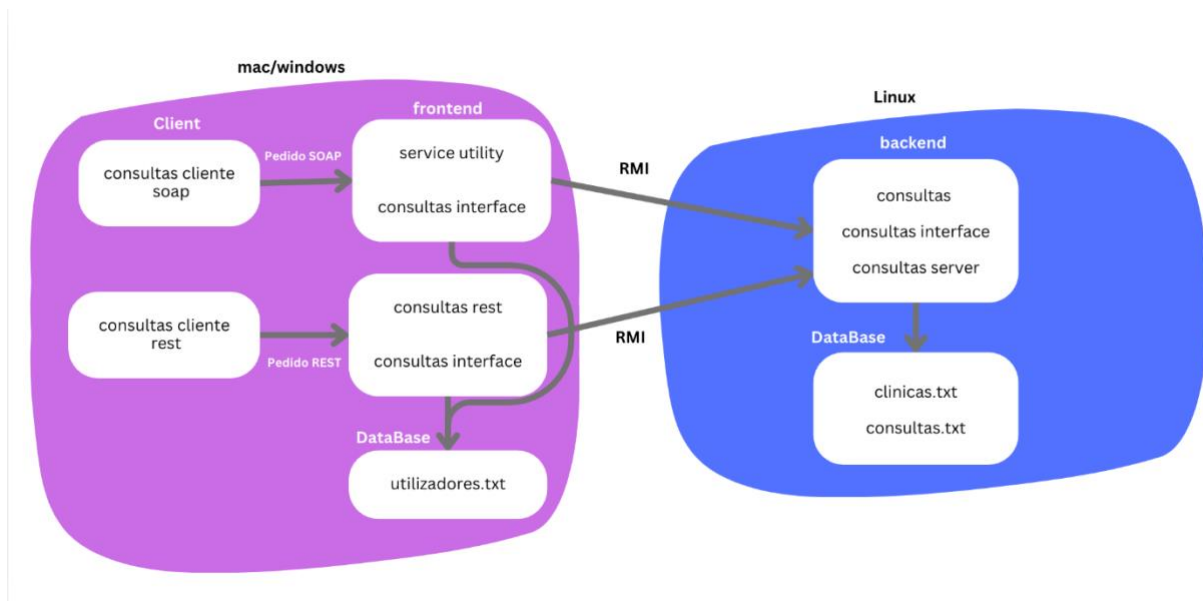 mac/windows
Client
frontend
consultas cliente
soap
Pedido SOAP
service utility
consultas interface
consultas cliente
rest
Pedido REST
consultas rest
consultas interface
DataBase
utilizadores.txt
RMI
RMI
Linux
backend
consultas
consultas interface
consultas server
DataBase
clinicas.txt
consultas.txt